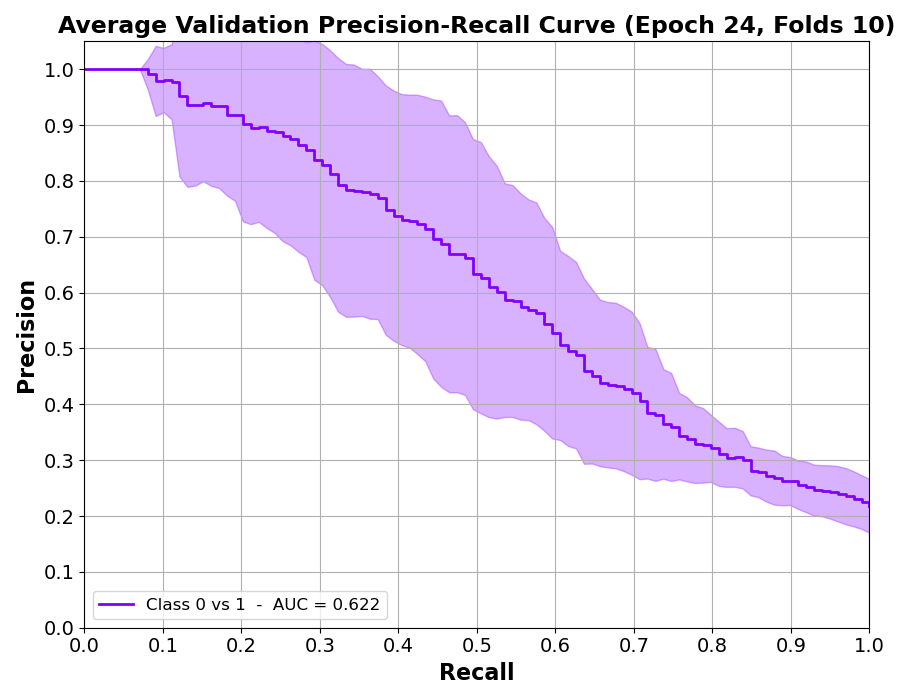 Average Validation Precision-Recall Curve (Epoch 24, Folds 10)
1.0
0.9
0.8
0.7
0.6
0.5
0.4
0.3
0.2
0.1
0.0
Precision
Class 0 vs 1 - AUC = 0.622
0.0 0.1 0.2 0.3 0.4 0.5 0.6 0.7 0.8 0.9 1.0
Recall